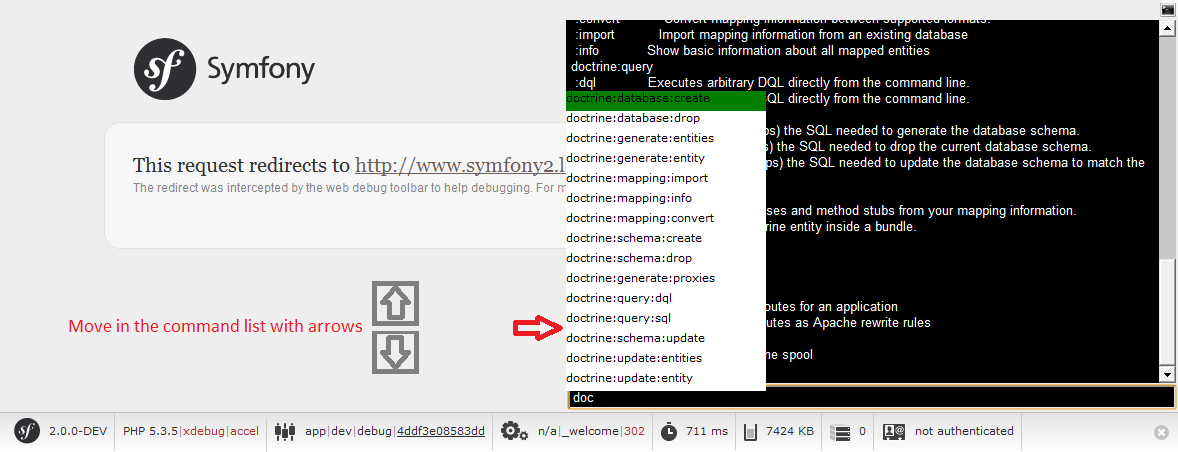 Symfony
This request redirects to http://www.symfony2.l
The redirect was intercepted by the web debug toolbar to help debugging. For m
Move in the command list with arrows
:convert Convert mapping information between supported formats.
:import Import mapping information from an existing database
:info Show basic information about all mapped entities
doctrine:query
:dql Executes arbitrary DQL directly from the command line.
doctrine:database:create SQL directly from the command line.
doctrine:database:drop
ps) the SQL needed to generate the database schema.
doctrine:generate:entities
s) the SQL needed to drop the current database schema.
doctrine:generate:entity
ps) the SQL needed to update the database schema to match the
doctrine:mapping:import
doctrine:mapping:info
ses and method stubs from your mapping information.
doctrine:mapping:convert
rine entity inside a bundle.
doctrine:schema:create
doctrine:schema:drop
doctrine:generate:proxies
doctrine:query:dql
outes for an application
doctrine:query:sql
utes as Apache rewrite rules
doctrine:schema:update
doctrine:update:entities
he spool
doctrine:update:entity
doc
sf 2.0.0-DEV PHP 5.3.5|xdebug|accel app|dev|debug|4ddf3e08583dd n/a|_welcome|302 711 ms 7424 KB 0 not authenticated